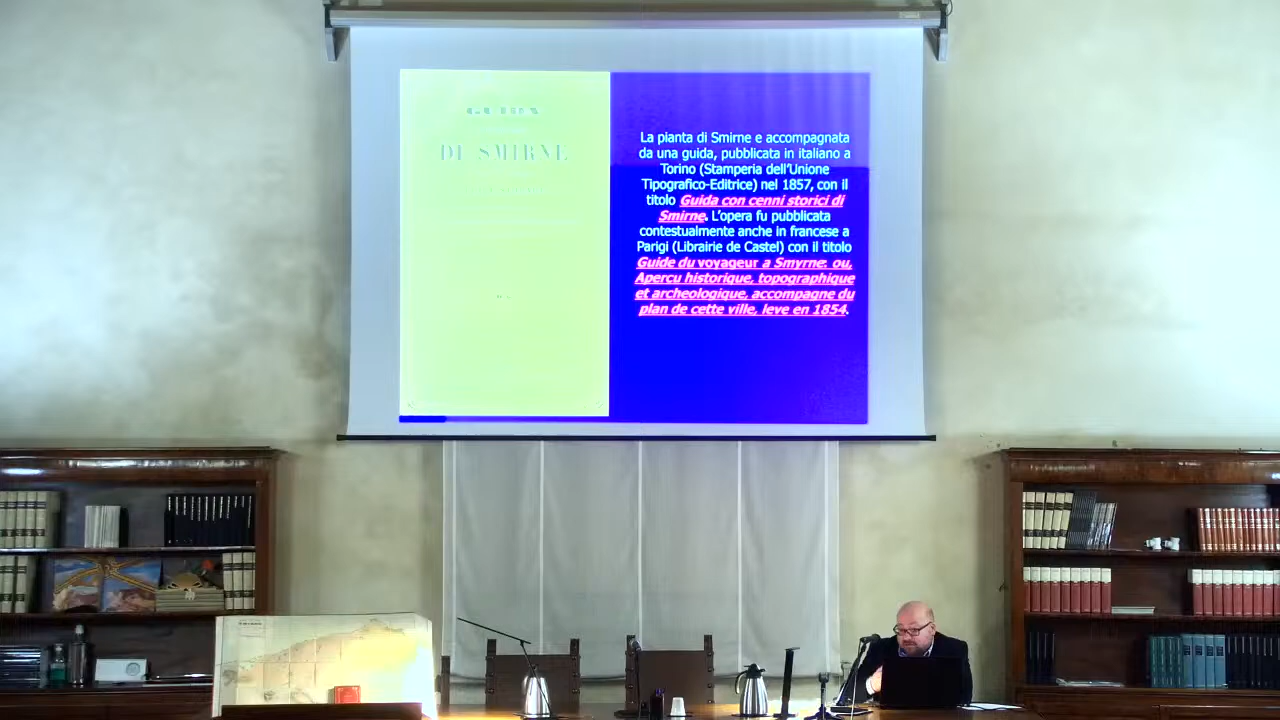 DI SMIRNE
La pianta di Smirne e accompagnata
da una guida, pubblicata in italiano a
Torino (Stamperia dell'Unione
Tipografico-Editrice) nel 1857, con il
titolo Guida con cenni storici di
Smirne. L'opera fu pubblicata
contestualmente anche in francese a
Parigi (Librairie de Castel) con il titolo
Guide du voyageur a Smyrne: ou,
Apercu historique, topographique
et archeologique, accompagne du
plan de cette ville, leve en 1854.